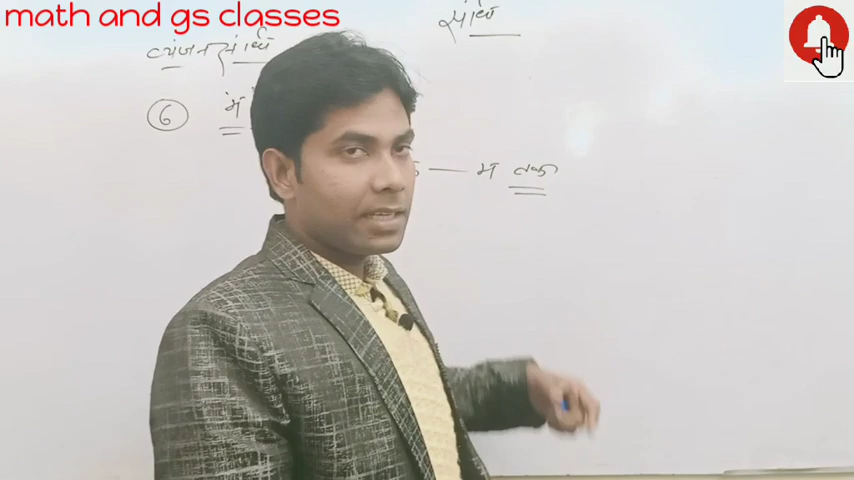 math and gs classes
संधि
व्यंजन संधि
⑥ म
— म तक